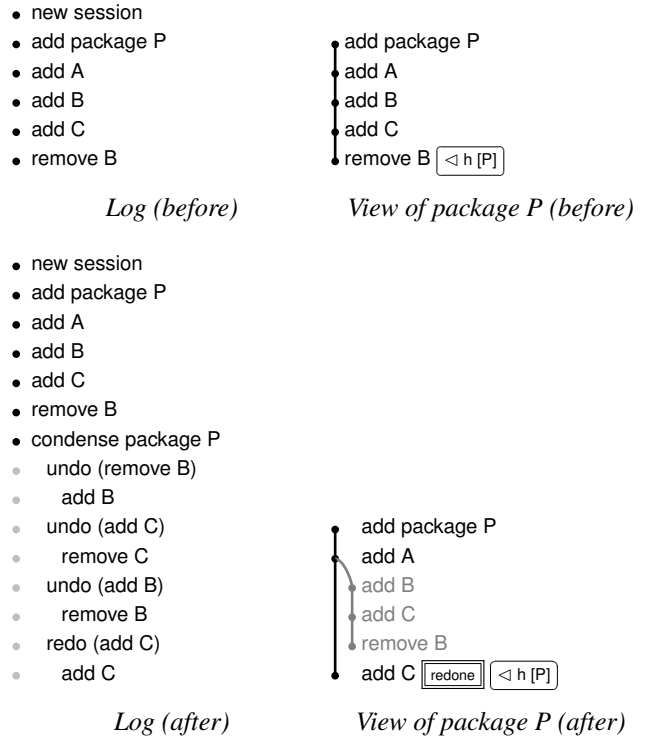 new session
add package P
add package P
add A
add A
add B
add B
add C
add C
remove B
remove B ◁ h [P]
Log (before)
View of package P (before)
new session
add package P
add A
add B
add C
remove B
condense package P
undo (remove B)
add B
undo (add C)
add package P
remove C
add A
undo (add B)
add B
remove B
add C
redo (add C)
remove B
add C
add C redone ◁ h [P]
Log (after)
View of package P (after)